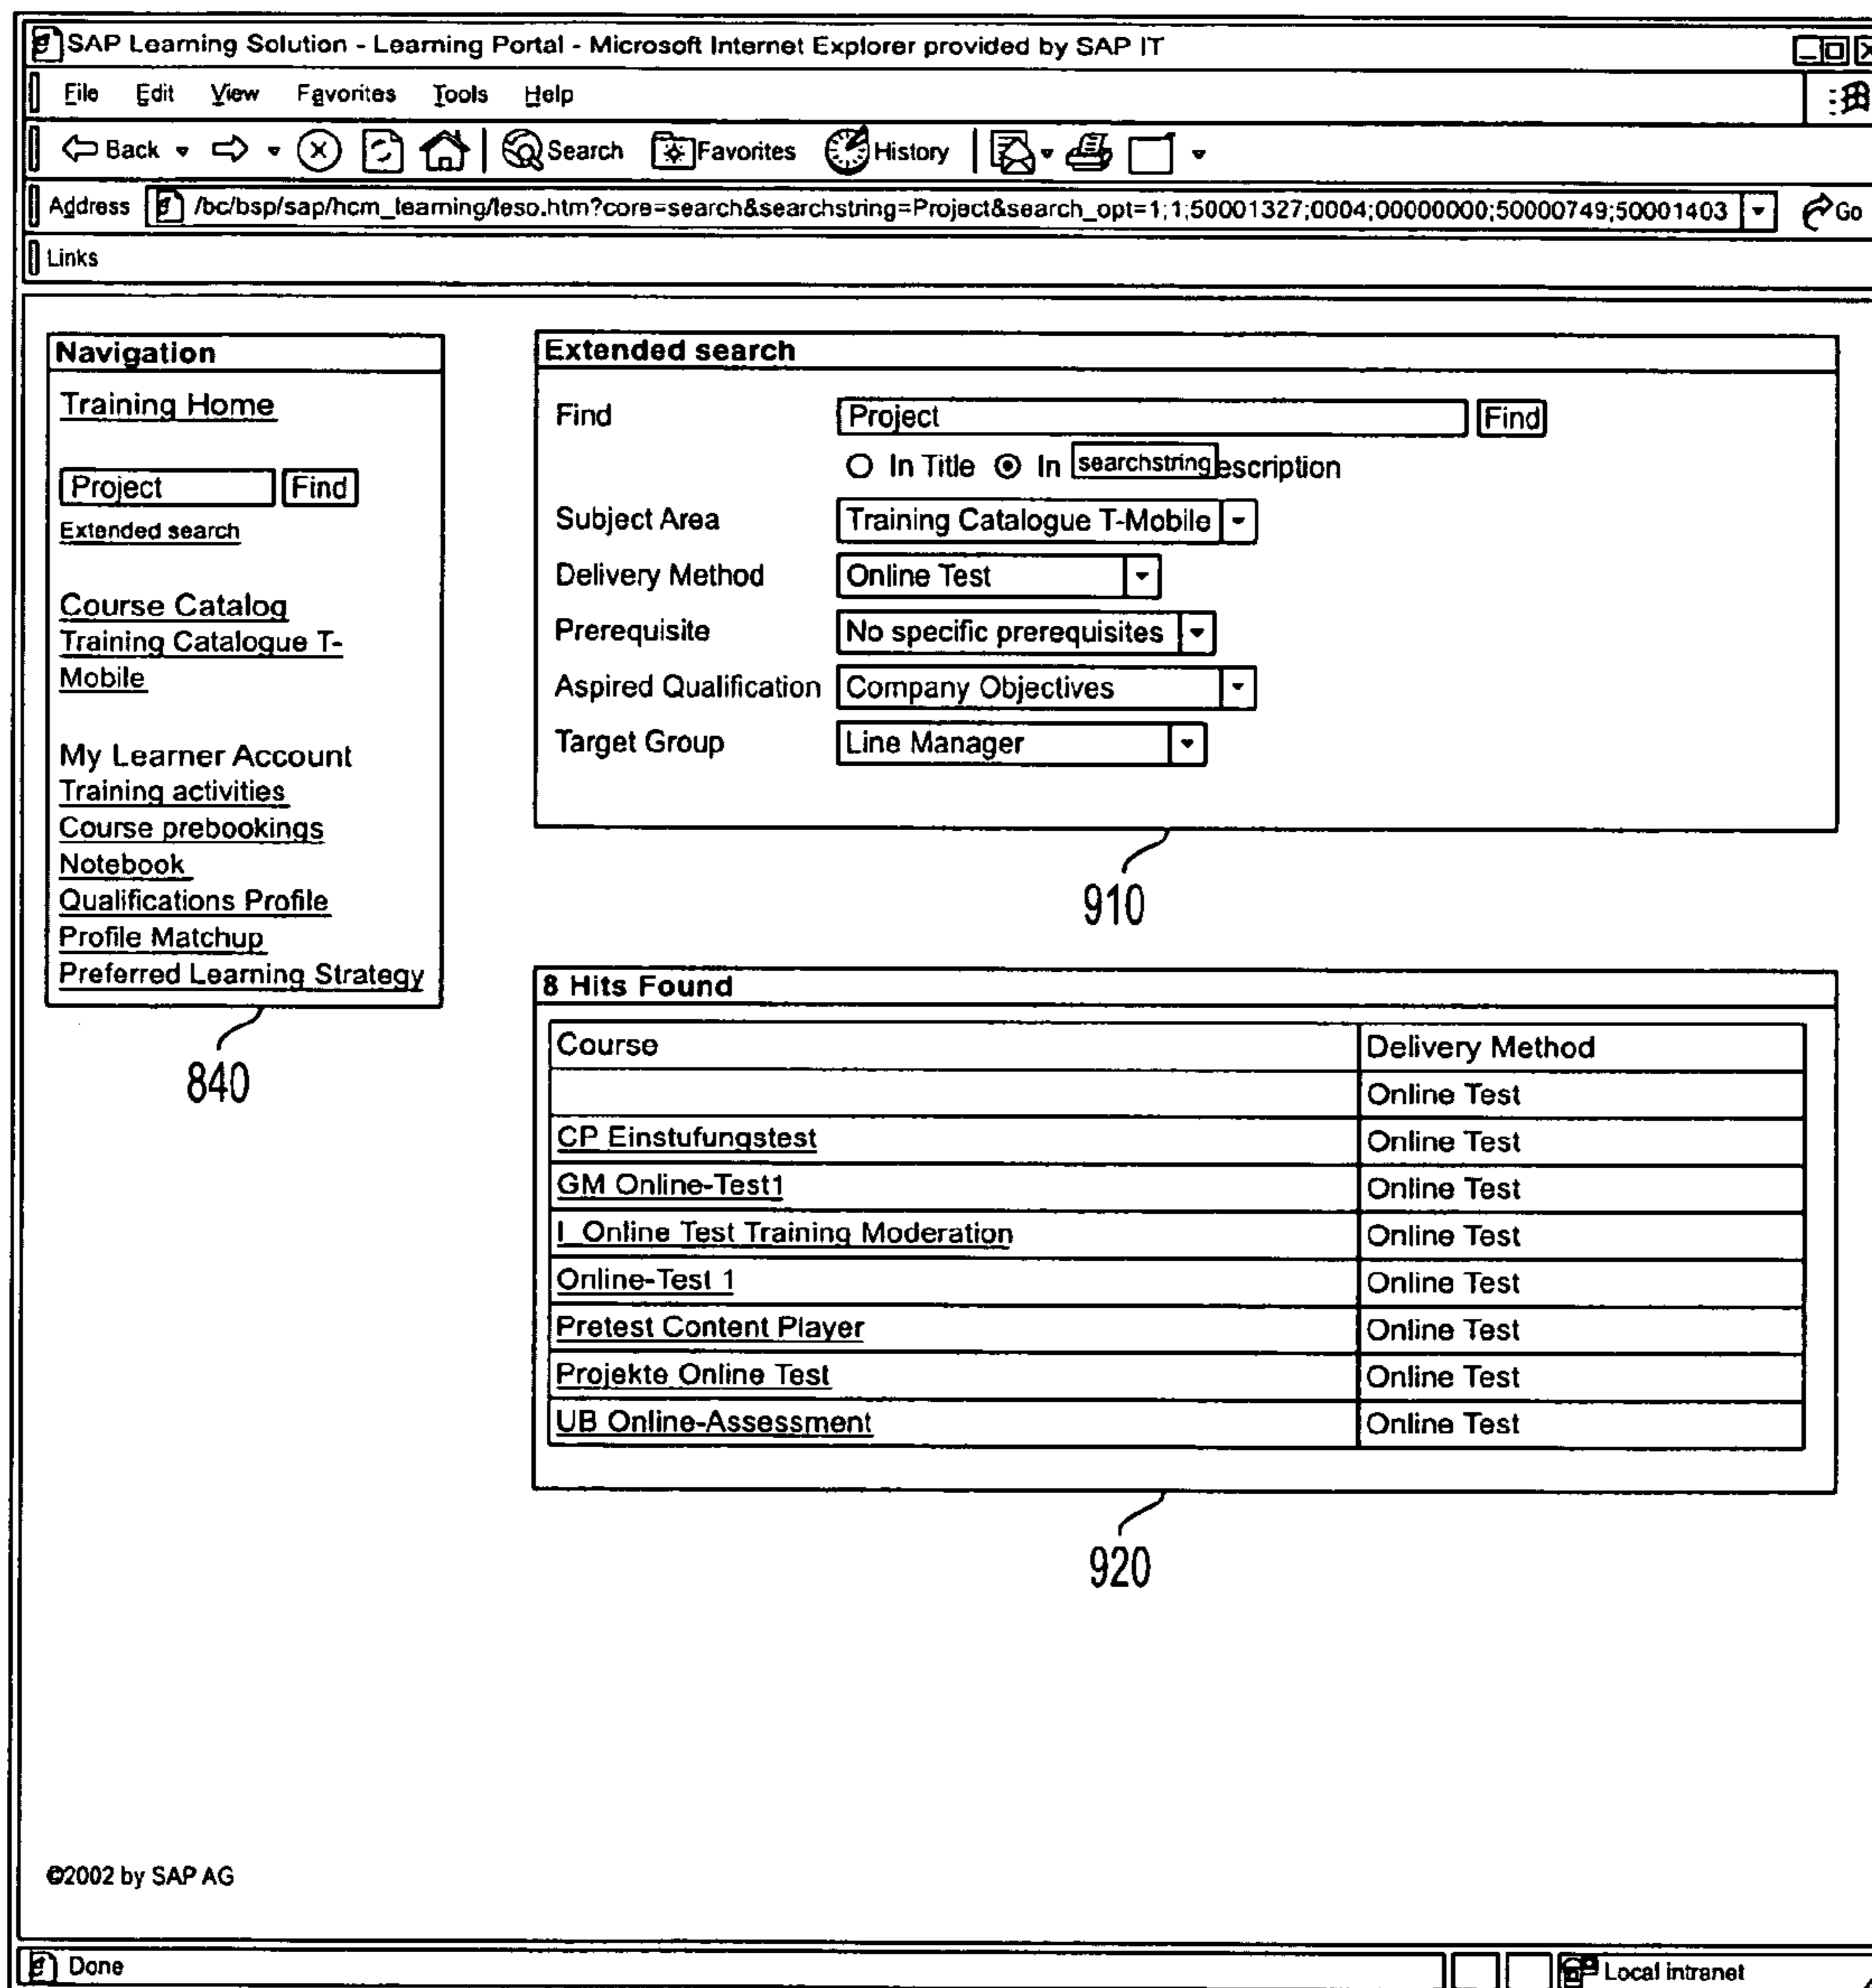 SAP Learning Solution - Learning Portal - Microsoft Internet Explorer provided by SAP IT
File Edit View Favorites Tools Help
Back Search Favorites History
Address /bc/bsp/sap/hcm_learning/leso.htm?core=search&searchstring=Project&search_opt=1;1;50001327;0004;00000000;50000749;50001403 Go
Links
Navigation
Training Home
Project Find
Extended search
Course Catalog
Training Catalogue T-
Mobile
My Learner Account
Training activities
Course prebookings
Notebook
Qualifications Profile
Profile Matchup
Preferred Learning Strategy
840
Extended search
Find Project Find
In Title In searchstring escription
Subject Area Training Catalogue T-Mobile
Delivery Method Online Test
Prerequisite No specific prerequisites
Aspired Qualification Company Objectives
Target Group Line Manager
910
8 Hits Found
Course Delivery Method
Online Test
CP Einstufungstest Online Test
GM Online-Test1 Online Test
I_Online Test Training Moderation Online Test
Online-Test 1 Online Test
Pretest Content Player Online Test
Projekte Online Test Online Test
UB Online-Assessment Online Test
920
©2002 by SAP AG
Done Local intranet